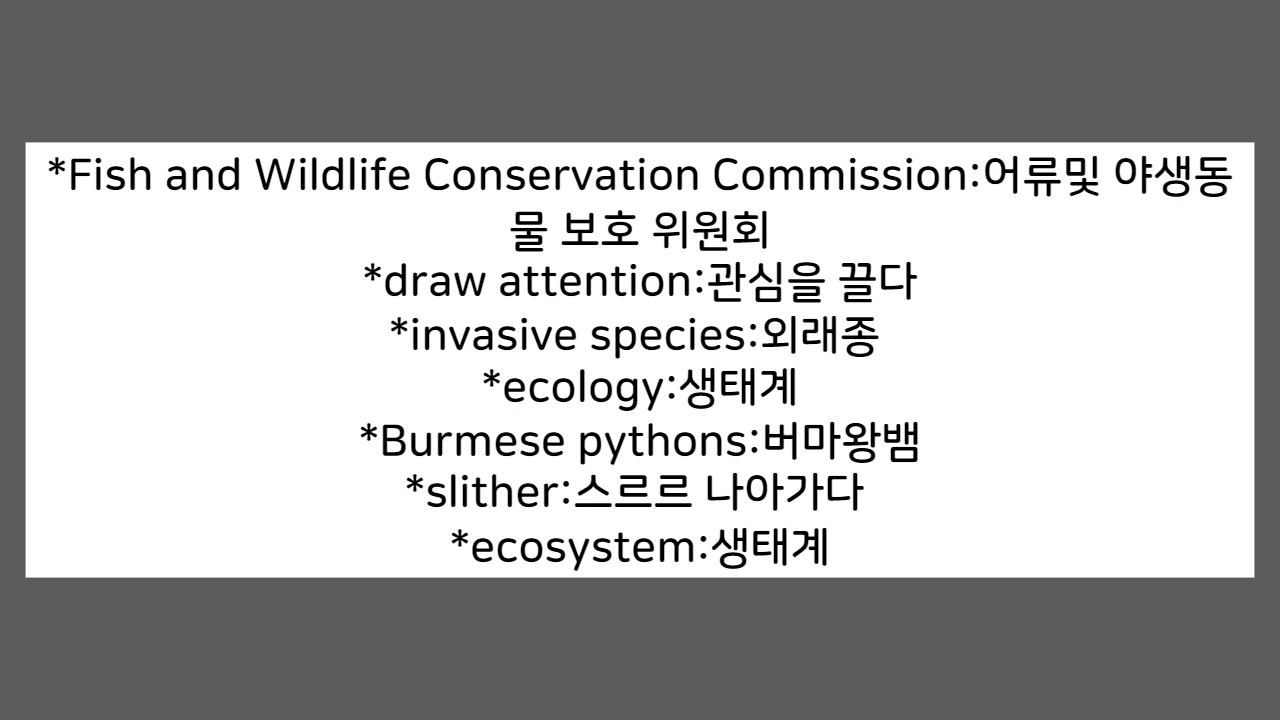 *Fish and Wildlife Conservation Commission:어류및 야생동
물 보호 위원회
*draw attention:관심을 끌다
*invasive species:외래종
*ecology:생태계
*Burmese pythons:버마왕뱀
*slither:스르르 나아가다
*ecosystem:생태계